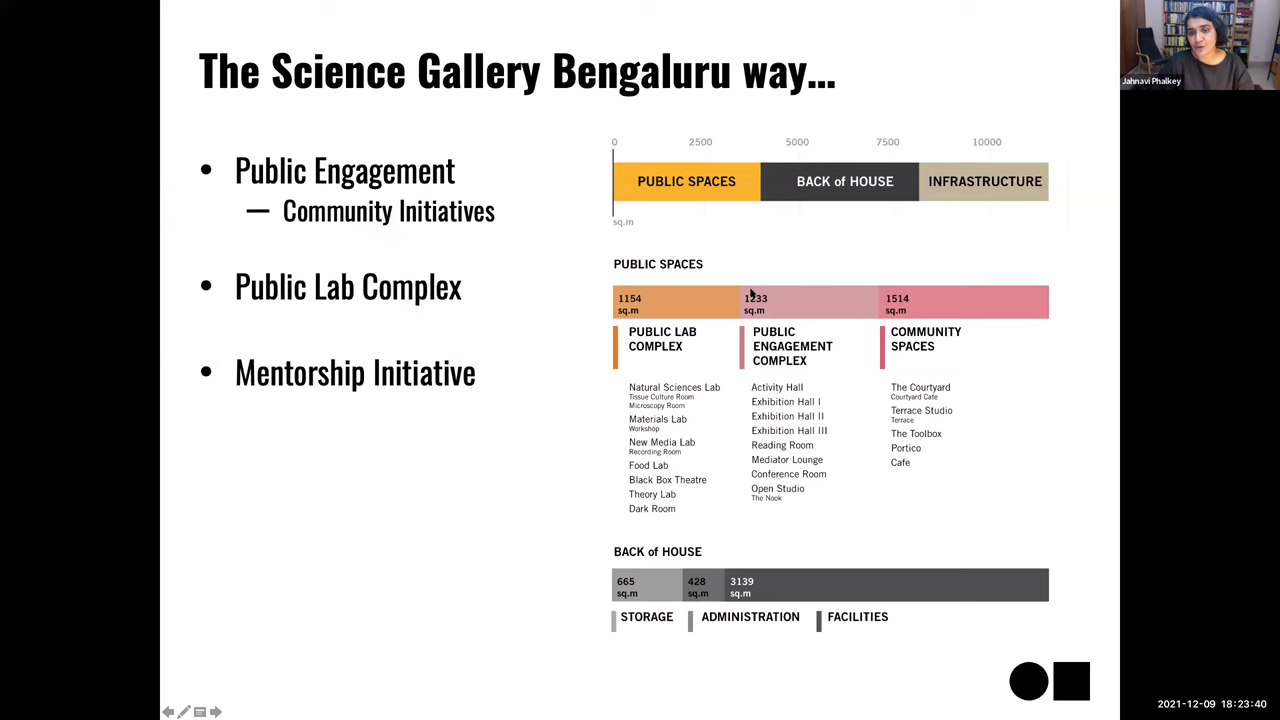 The Science Gallery Bengaluru way...
Jahnavi Phalkey
• Public Engagement
— Community Initiatives
• Public Lab Complex
• Mentorship Initiative
0 2500 5000 7500 10000
PUBLIC SPACES BACK of HOUSE INFRASTRUCTURE
sq.m
PUBLIC SPACES
1154 sq.m
1233 sq.m
1514 sq.m
PUBLIC LAB
COMPLEX
Natural Sciences Lab
Tissue Culture Room
Microscopy Room
Materials Lab
Workshop
New Media Lab
Recording Room
Food Lab
Black Box Theatre
Theory Lab
Dark Room
PUBLIC
ENGAGEMENT
COMPLEX
Activity Hall
Exhibition Hall I
Exhibition Hall II
Exhibition Hall III
Reading Room
Mediator Lounge
Conference Room
Open Studio
The Nook
COMMUNITY
SPACES
The Courtyard
Courtyard Cafe
Terrace Studio
Terrace
The Toolbox
Portico
Cafe
BACK of HOUSE
665 sq.m
428 sq.m
3139 sq.m
STORAGE ADMINISTRATION FACILITIES
2021-12-09 18:23:40